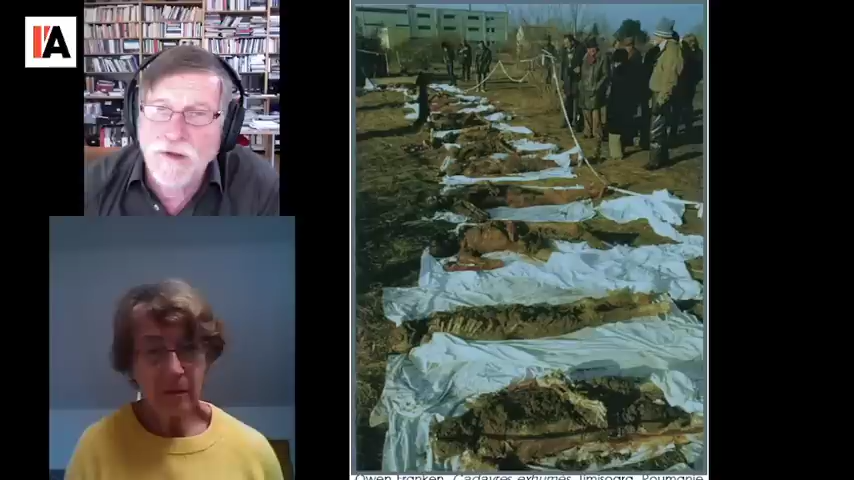 I'A
Owen Franken, Cadavres exhumés, Timisoara, Roumanie